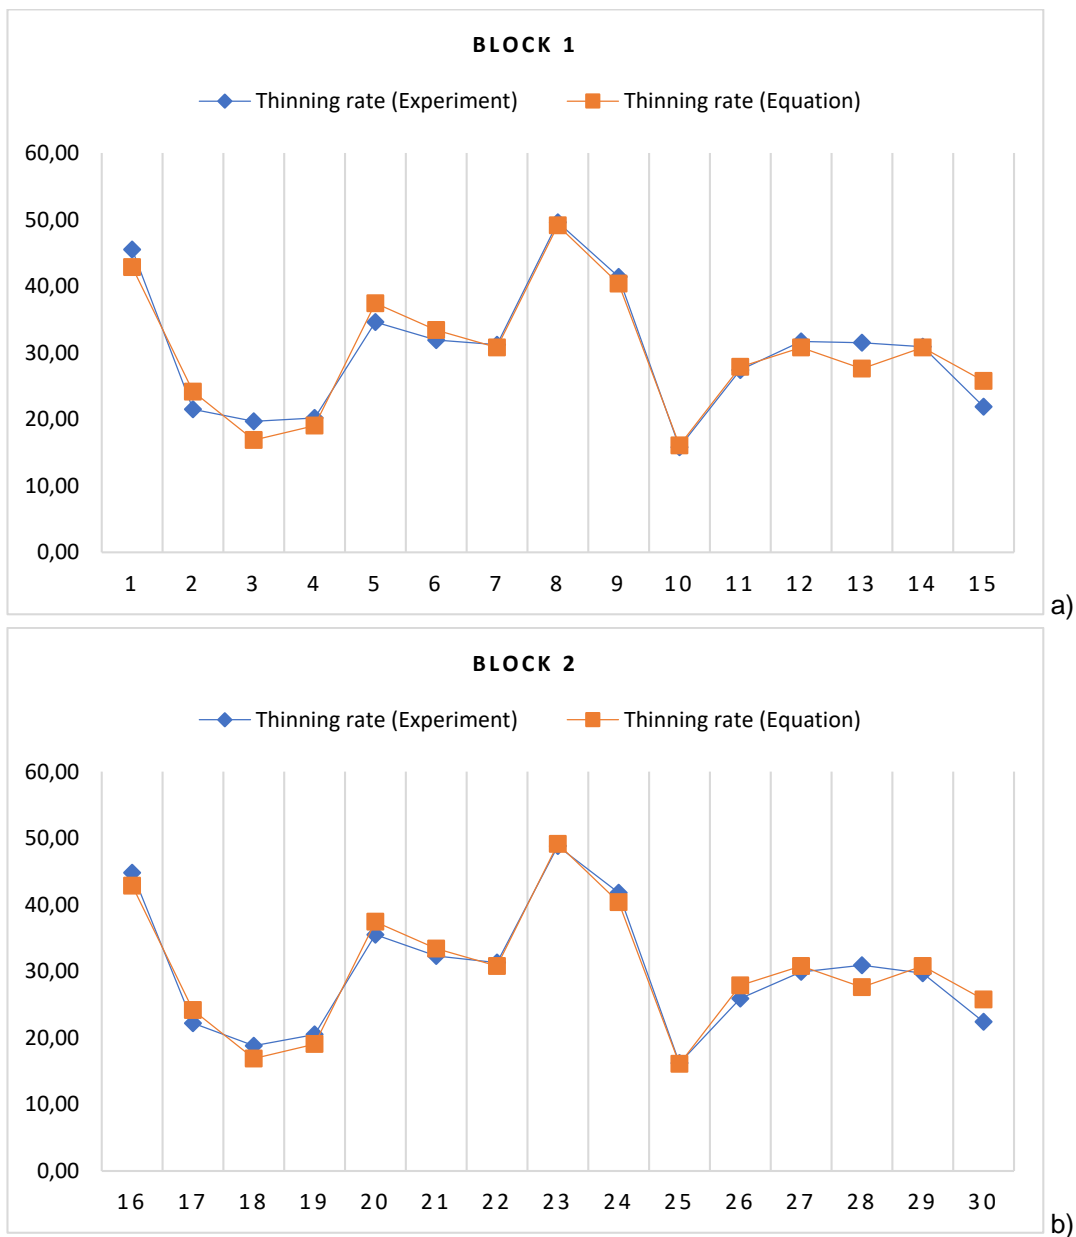 BLOCK 1
Thinning rate (Experiment) Thinning rate (Equation)
60,00
50,00
40,00
30,00
20,00
10,00
0,00
1 2 3 4 5 6 7 8 9 10 11 12 13 14 15
a)
BLOCK 2
Thinning rate (Experiment) Thinning rate (Equation)
60,00
50,00
40,00
30,00
20,00
10,00
0,00
16 17 18 19 20 21 22 23 24 25 26 27 28 29 30
b)